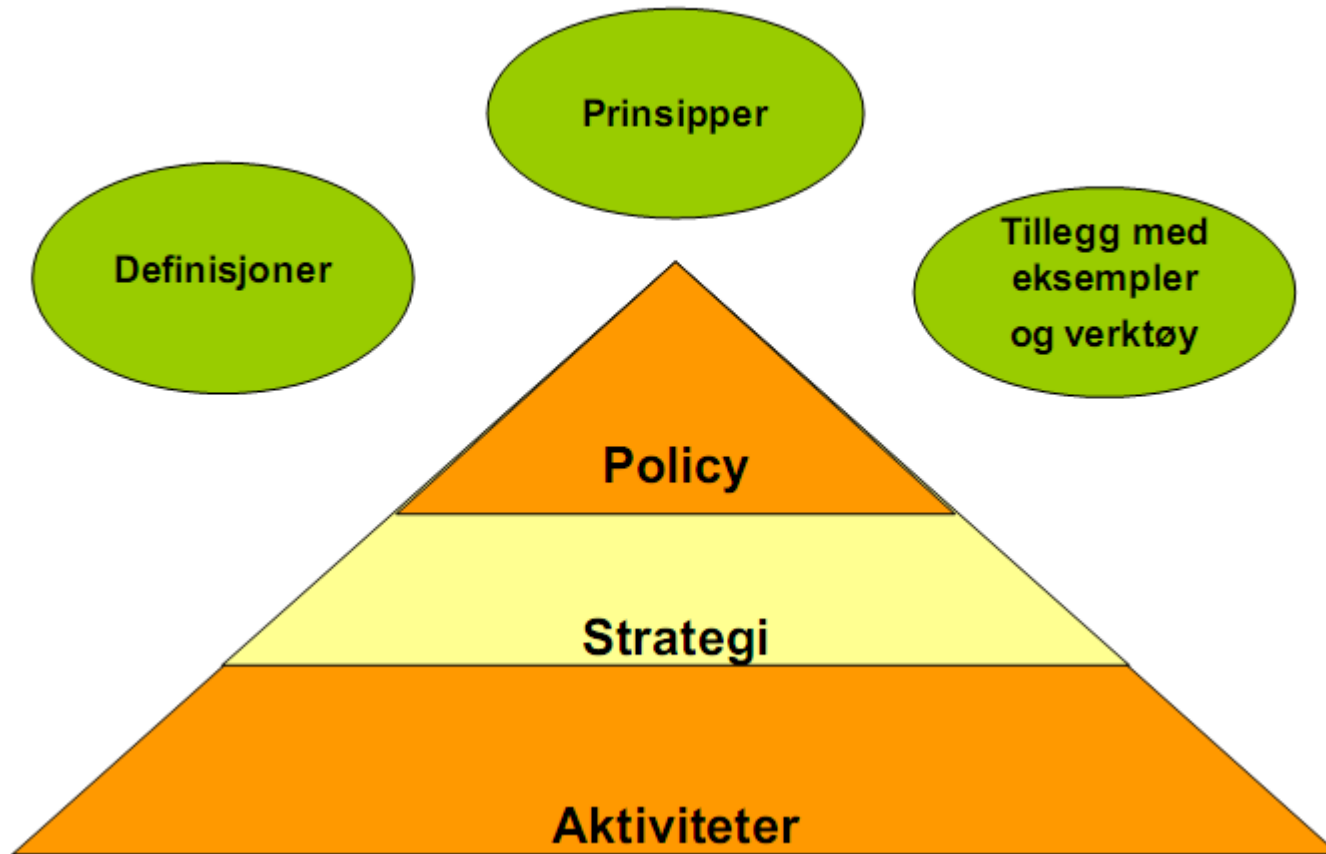 Prinsipper
Definisjoner
Tillegg med
eksempler
og verktøy
Policy
Strategi
Aktiviteter